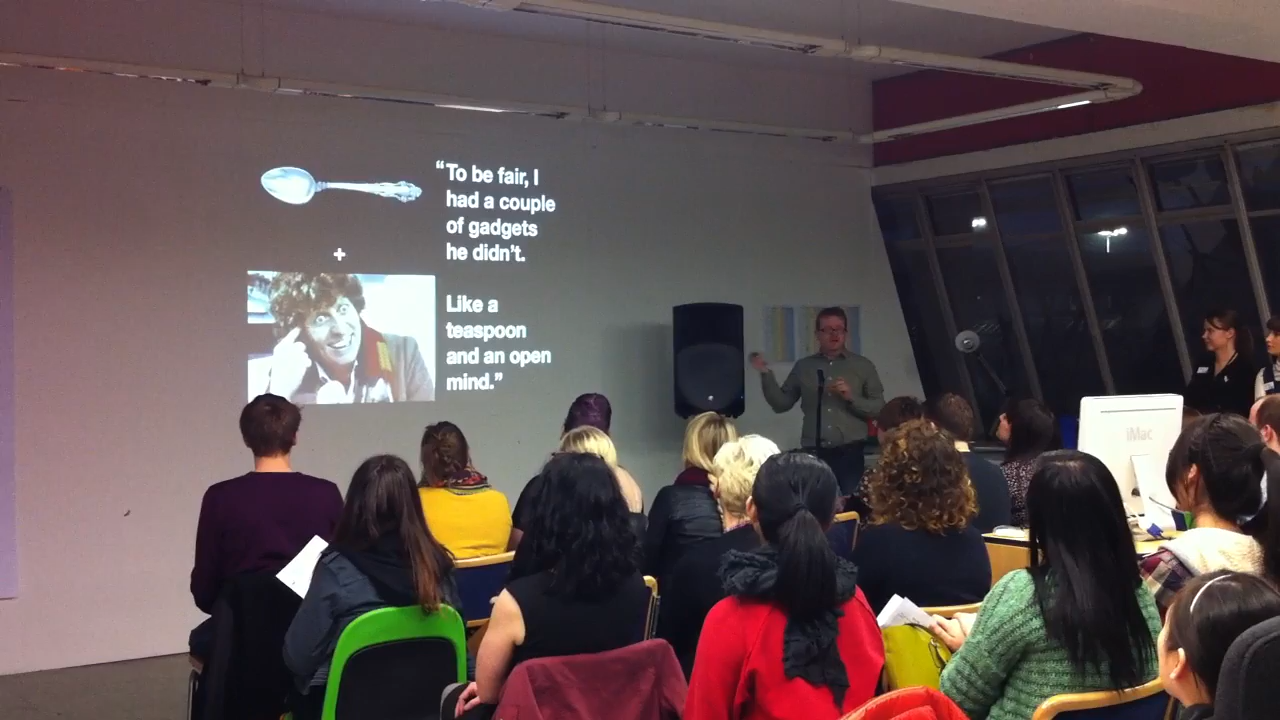 “To be fair, I
had a couple
of gadgets
he didn’t.
Like a
teaspoon
and an open
mind.”
+
iMac